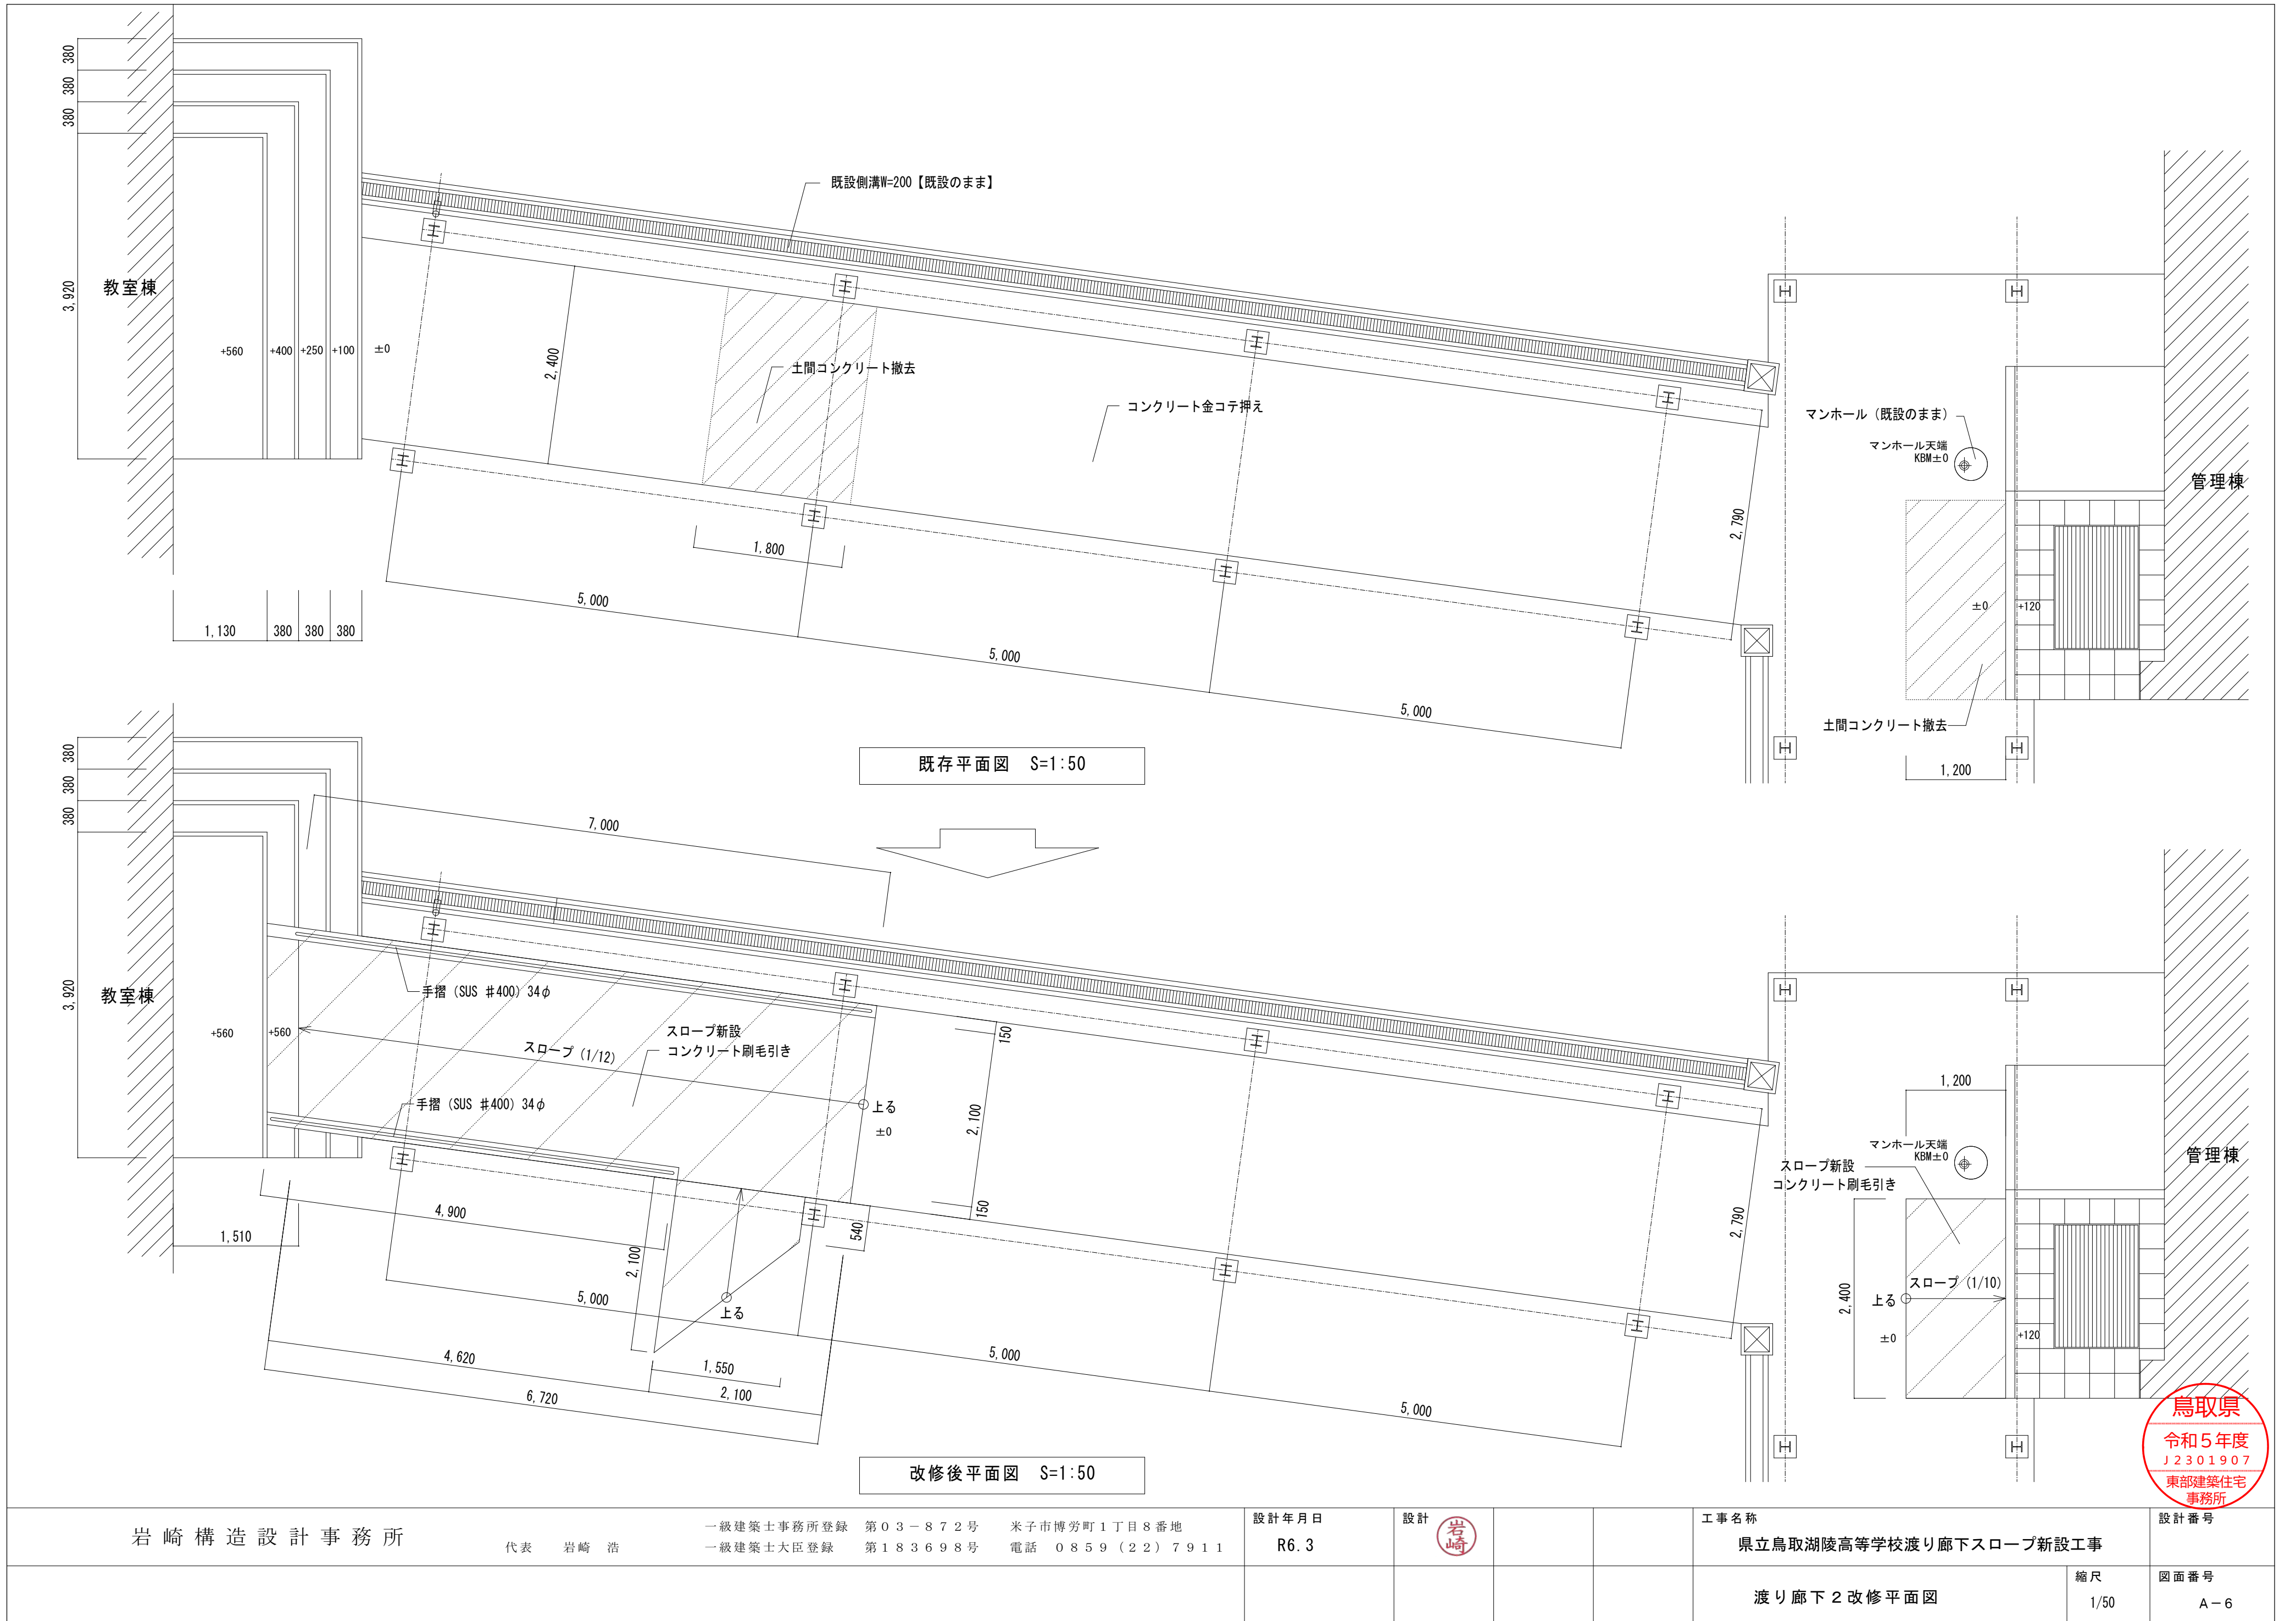 380
380
380
3,920
教室棟
+560
+400
+250
+100
±0
1,130
380
380
380
既設側溝W=200【既設のまま】
2,400
土間コンクリート撤去
コンクリート金コテ押え
1,800
5,000
5,000
5,000
2,790
マンホール（既設のまま）
マンホール天端
KBM±0
管理棟
±0
+120
土間コンクリート撤去
1,200
既存平面図　S=1:50
380
380
380
3,920
教室棟
+560
+560
7,000
手摺（SUS ♯400）34φ
スロープ（1/12）
スロープ新設
コンクリート刷毛引き
手摺（SUS ♯400）34φ
上る
±0
150
2,100
150
540
1,510
4,900
2,100
上る
5,000
5,000
5,000
4,620
1,550
2,100
6,720
2,790
1,200
マンホール天端
KBM±0
スロープ新設
コンクリート刷毛引き
管理棟
2,400
上る
スロープ（1/10）
±0
+120
改修後平面図　S=1:50
鳥取県
令和５年度
Ｊ２３０１９０７
東部建築住宅
事務所
岩崎構造設計事務所
代表　岩崎　浩
一級建築士事務所登録　第０３－８７２号　米子市博労町１丁目８番地
一級建築士大臣登録　第１８３６９８号　電話　０８５９（２２）７９１１
設計年月日
R6.3
設計
岩崎
工事名称
県立鳥取湖陵高等学校渡り廊下スロープ新設工事
設計番号
渡り廊下２改修平面図
縮尺
1/50
図面番号
Ａ－６